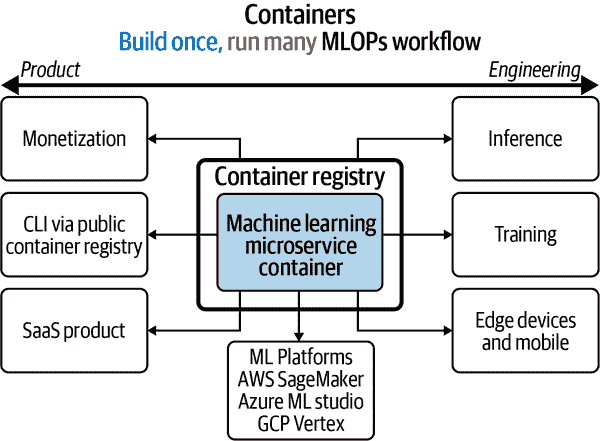 Containers
Build once, run many MLOPs workflow
Product
Engineering
Monetization
Inference
Container registry
CLI via public
container registry
Machine learning
microservice
container
Training
SaaS product
Edge devices
and mobile
ML Platforms
AWS SageMaker
Azure ML studio
GCP Vertex